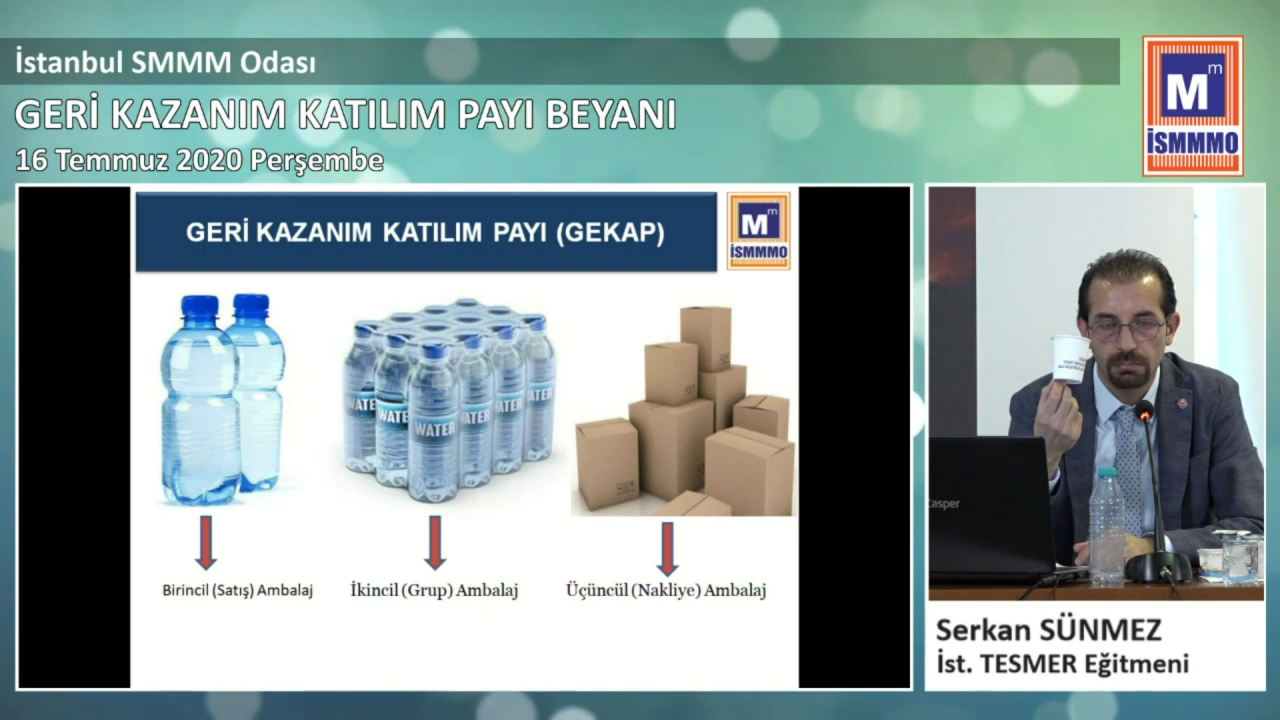 İstanbul SMMM Odası
GERİ KAZANIM KATILIM PAYI BEYANI
16 Temmuz 2020 Perşembe
M m
İSMMMO
GERİ KAZANIM KATILIM PAYI (GEKAP)
M m
İSMMMO
WATER WATER WATER WATER WATER
Birincil (Satış) Ambalaj
İkincil (Grup) Ambalaj
Üçüncül (Nakliye) Ambalaj
Casper
Serkan SÜNMEZ
İst. TESMER Eğitmeni